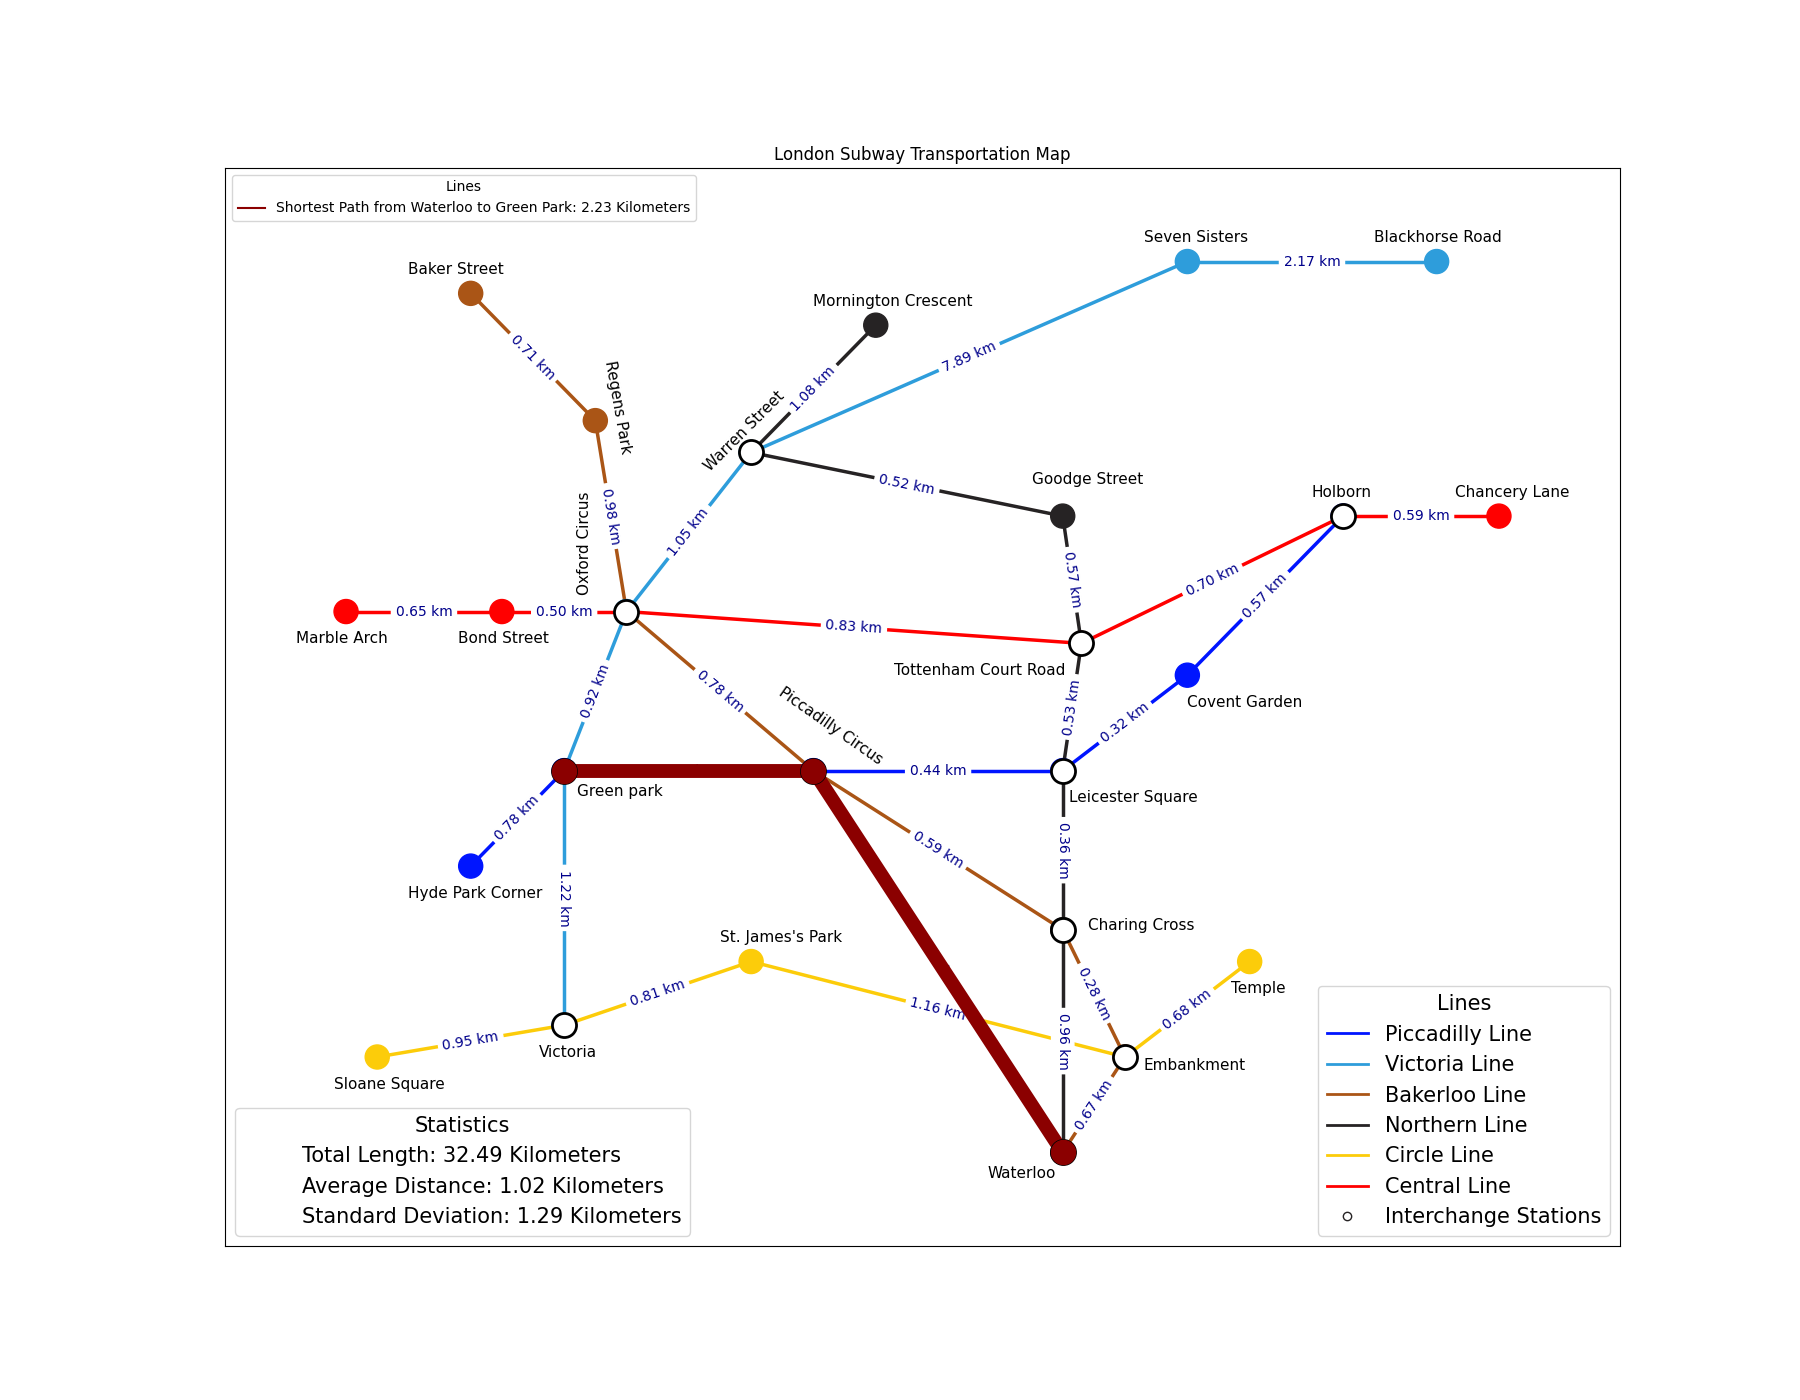 London Subway Transportation Map
Lines
Shortest Path from Waterloo to Green Park: 2.23 Kilometers
Seven Sisters
Blackhorse Road
2.17 km
Baker Street
Mornington Crescent
0.71 km
7.89 km
1.08 km
Regens Park
Warren Street
0.52 km
Goodge Street
Holborn
Chancery Lane
0.59 km
0.98 km
Oxford Circus
1.05 km
0.57 km
0.70 km
0.57 km
0.65 km
0.50 km
0.83 km
Marble Arch
Bond Street
Tottenham Court Road
0.92 km
0.78 km
Piccadilly Circus
0.53 km
Covent Garden
0.32 km
0.44 km
Green park
Leicester Square
0.78 km
0.59 km
0.36 km
Hyde Park Corner
1.22 km
Charing Cross
St. James's Park
0.81 km
1.16 km
0.28 km
0.68 km
Temple
0.95 km
0.96 km
Victoria
Embankment
Sloane Square
0.67 km
Waterloo
Statistics
Total Length: 32.49 Kilometers
Average Distance: 1.02 Kilometers
Standard Deviation: 1.29 Kilometers
Lines
Piccadilly Line
Victoria Line
Bakerloo Line
Northern Line
Circle Line
Central Line
Interchange Stations